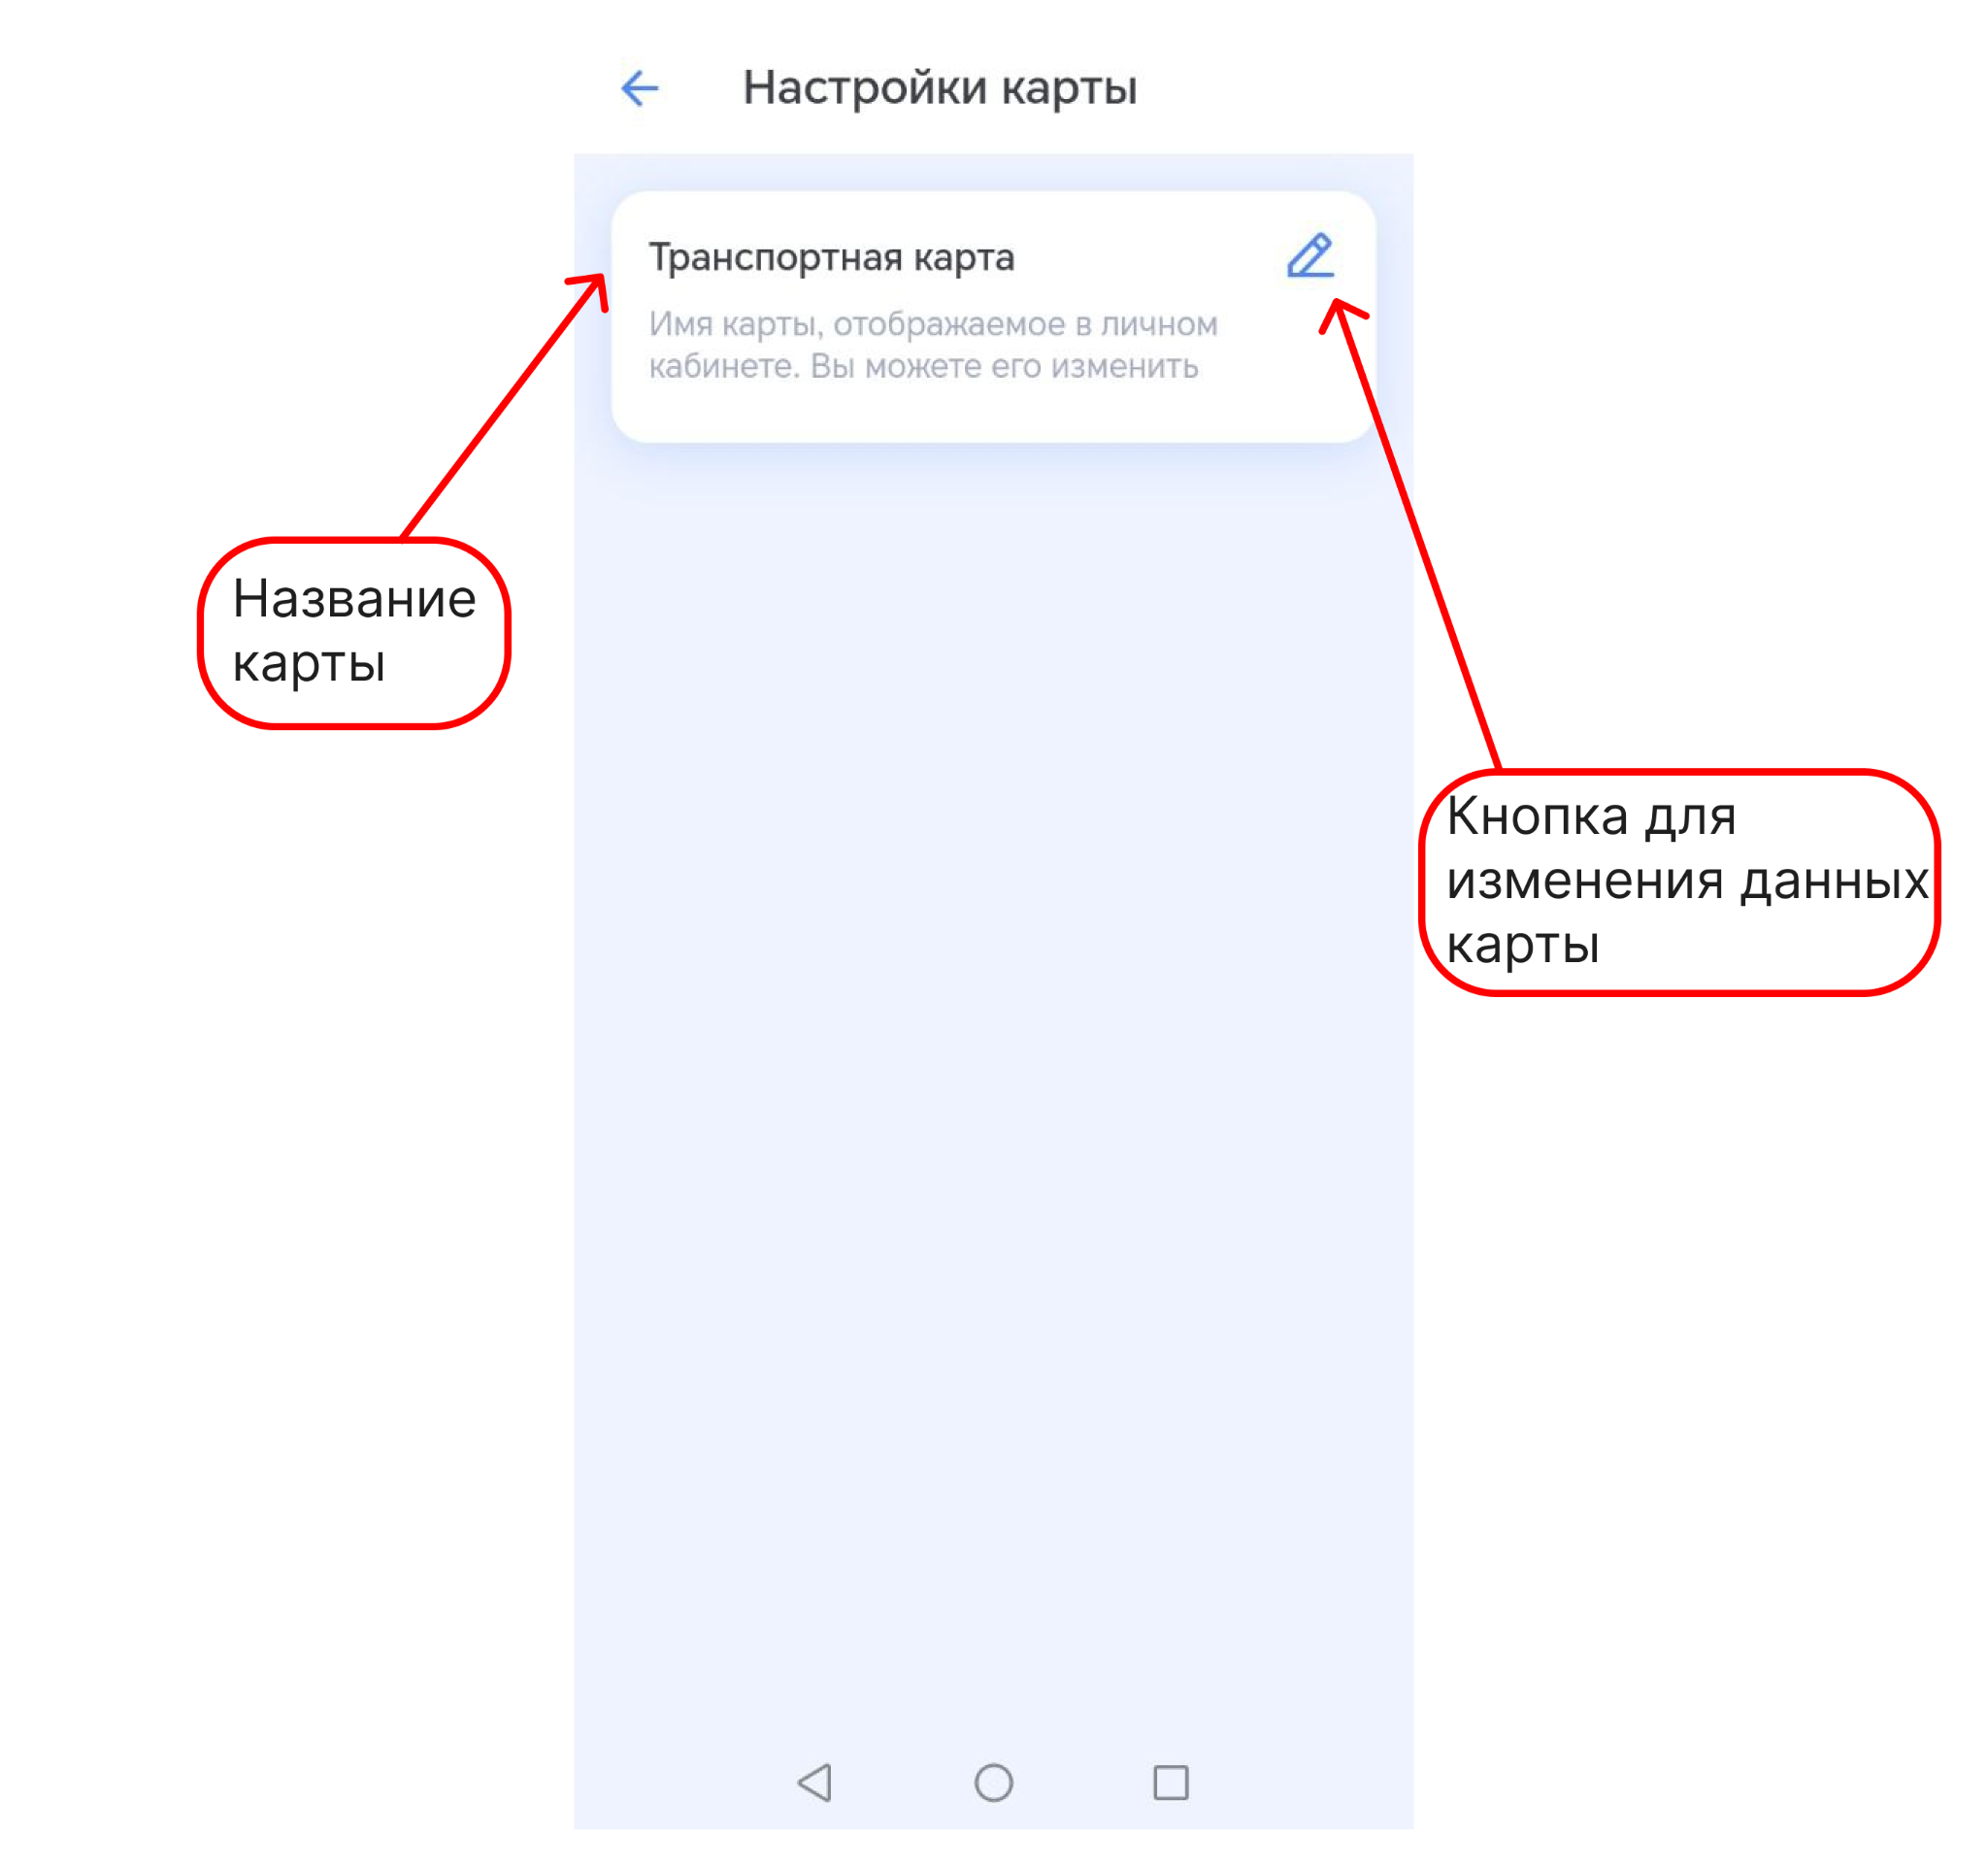 Настройки карты
Транспортная карта
Имя карты, отображаемое в личном
кабинете. Вы можете его изменить
Название
карты
Кнопка для
изменения данных
карты